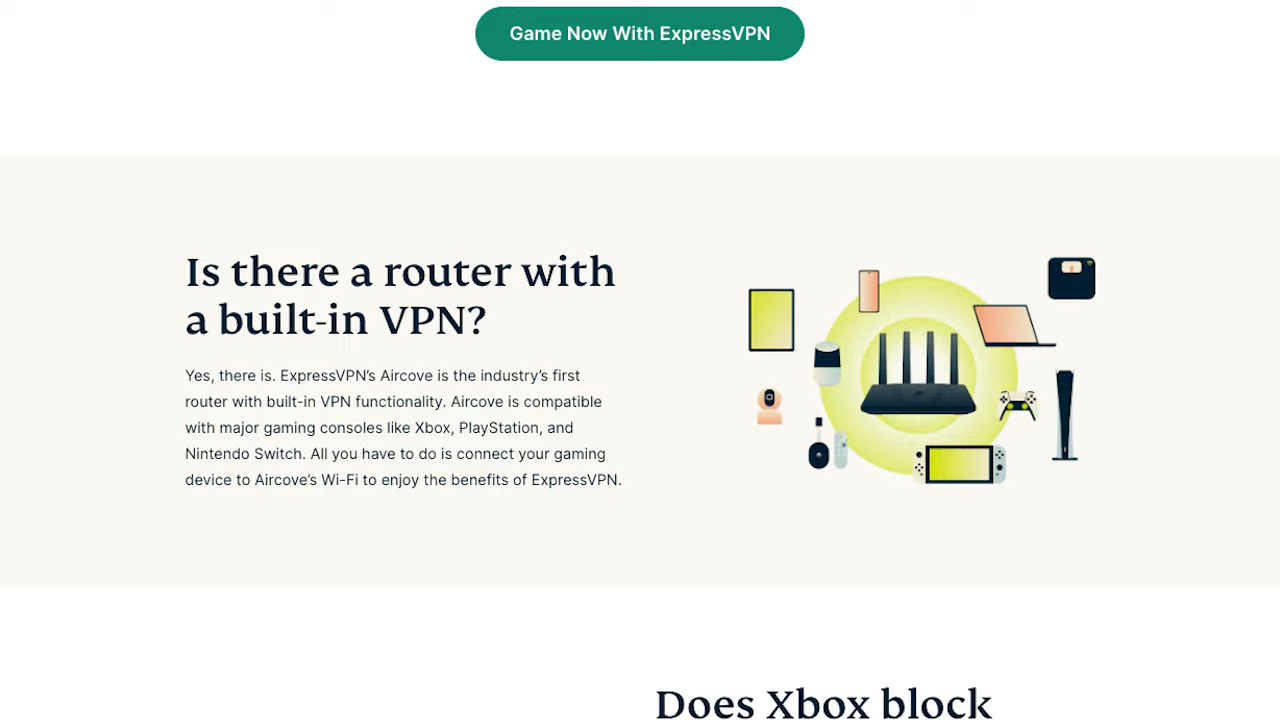 Game Now With ExpressVPN
Is there a router with
a built-in VPN?
Yes, there is. ExpressVPN’s Aircove is the industry’s first
router with built-in VPN functionality. Aircove is compatible
with major gaming consoles like Xbox, PlayStation, and
Nintendo Switch. All you have to do is connect your gaming
device to Aircove’s Wi-Fi to enjoy the benefits of ExpressVPN.
Does Xbox block